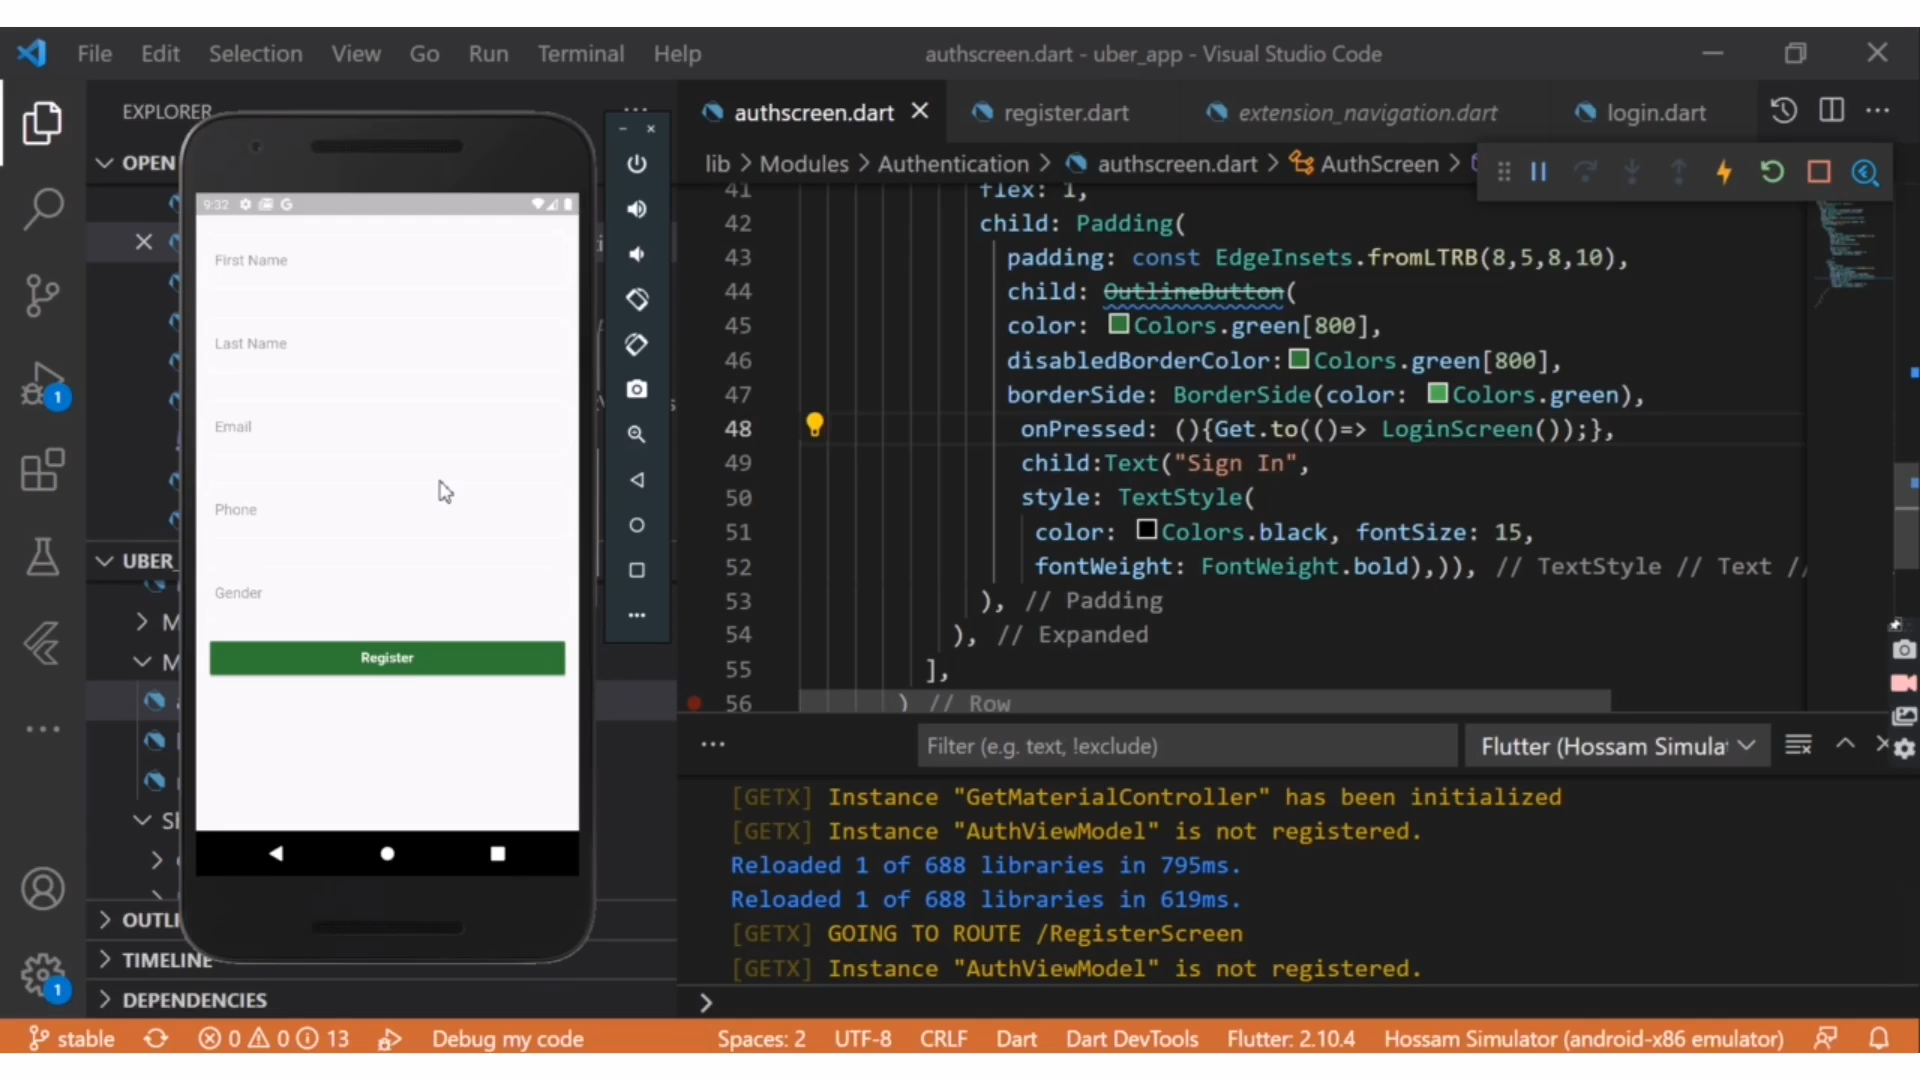 File Edit Selection View Go Run Terminal Help
authscreen.dart - uber_app - Visual Studio Code
EXPLORER
OPEN
UBER_
M
M
OUTLI
TIMELINE
DEPENDENCIES
9:32
First Name
Last Name
Email
Phone
Gender
Register
authscreen.dart register.dart extension_navigation.dart login.dart
lib > Modules > Authentication > authscreen.dart > AuthScreen >
41 flex: 1,
42 child: Padding(
43 padding: const EdgeInsets.fromLTRB(8,5,8,10),
44 child: OutlineButton(
45 color: Colors.green[800],
46 disabledBorderColor: Colors.green[800],
47 borderSide: BorderSide(color: Colors.green),
48 onPressed: (){Get.to(()=> LoginScreen());},
49 child:Text("Sign In",
50 style: TextStyle(
51 color: Colors.black, fontSize: 15,
52 fontWeight: FontWeight.bold),)), // TextStyle // Text //
53 ), // Padding
54 ), // Expanded
55 ],
56 ) // Row
Filter (e.g. text, !exclude)
Flutter (Hossam Simula
[GETX] Instance "GetMaterialController" has been initialized
[GETX] Instance "AuthViewModel" is not registered.
Reloaded 1 of 688 libraries in 795ms.
Reloaded 1 of 688 libraries in 619ms.
[GETX] GOING TO ROUTE /RegisterScreen
[GETX] Instance "AuthViewModel" is not registered.
1
1
stable 0 0 13 Debug my code Spaces: 2 UTF-8 CRLF Dart Dart DevTools Flutter: 2.10.4 Hossam Simulator (android-x86 emulator)